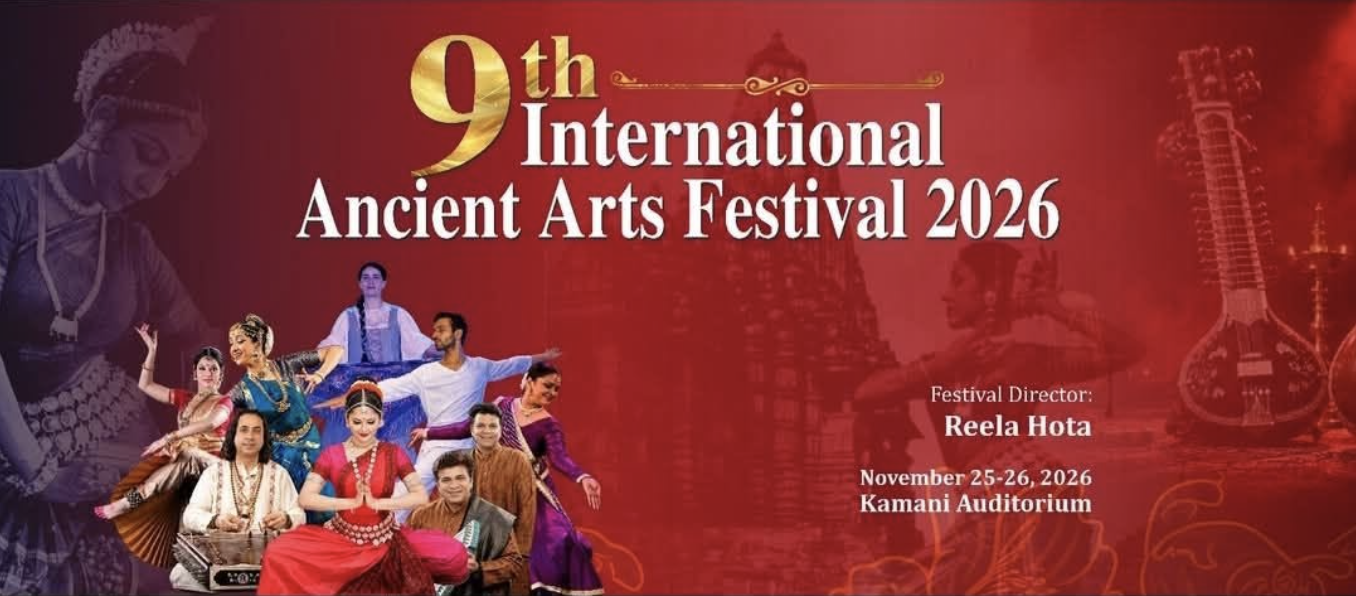 9th
International
Ancient Arts Festival 2026
Festival Director:
Reela Hota
November 25-26, 2026
Kamani Auditorium